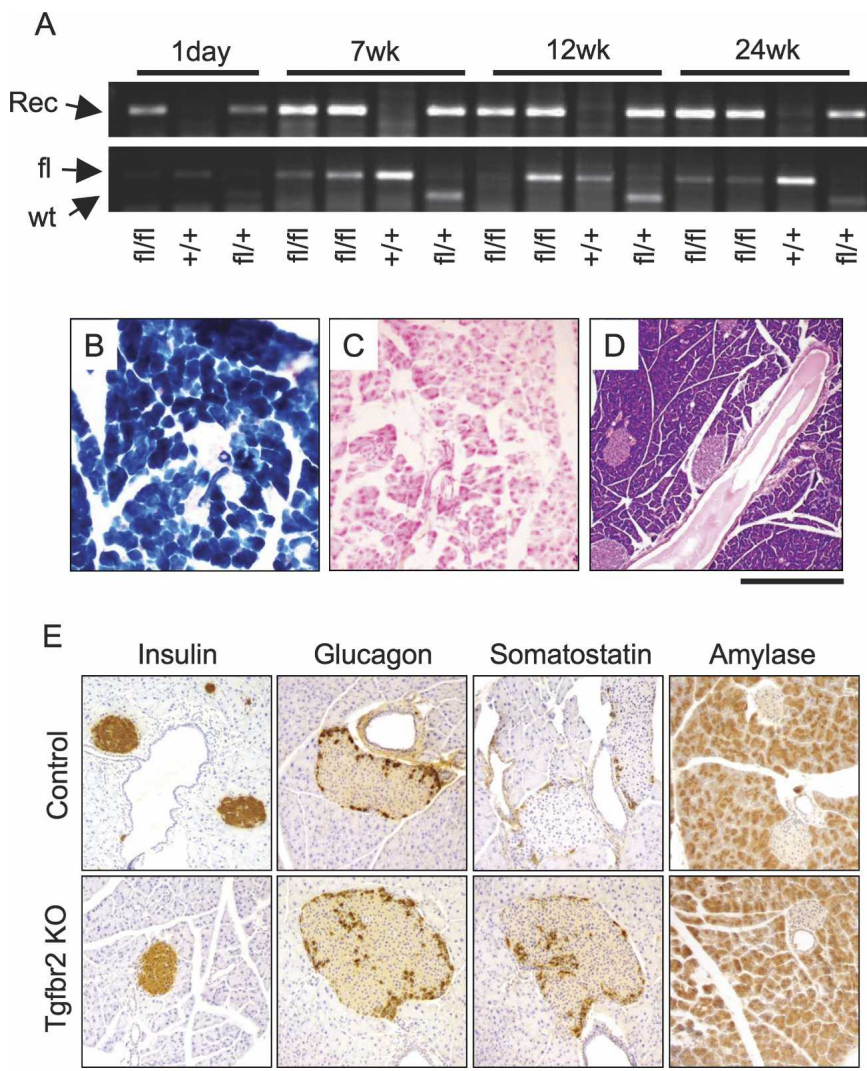 A
1day 7wk 12wk 24wk
Rec
fl
wt
fl/fl +/+ fl/+ fl/fl fl/fl +/+ fl/+ fl/fl fl/fl +/+ fl/+ fl/fl fl/fl +/+ fl/+
B C D
E
Insulin Glucagon Somatostatin Amylase
Control
Tgfbr2 KO